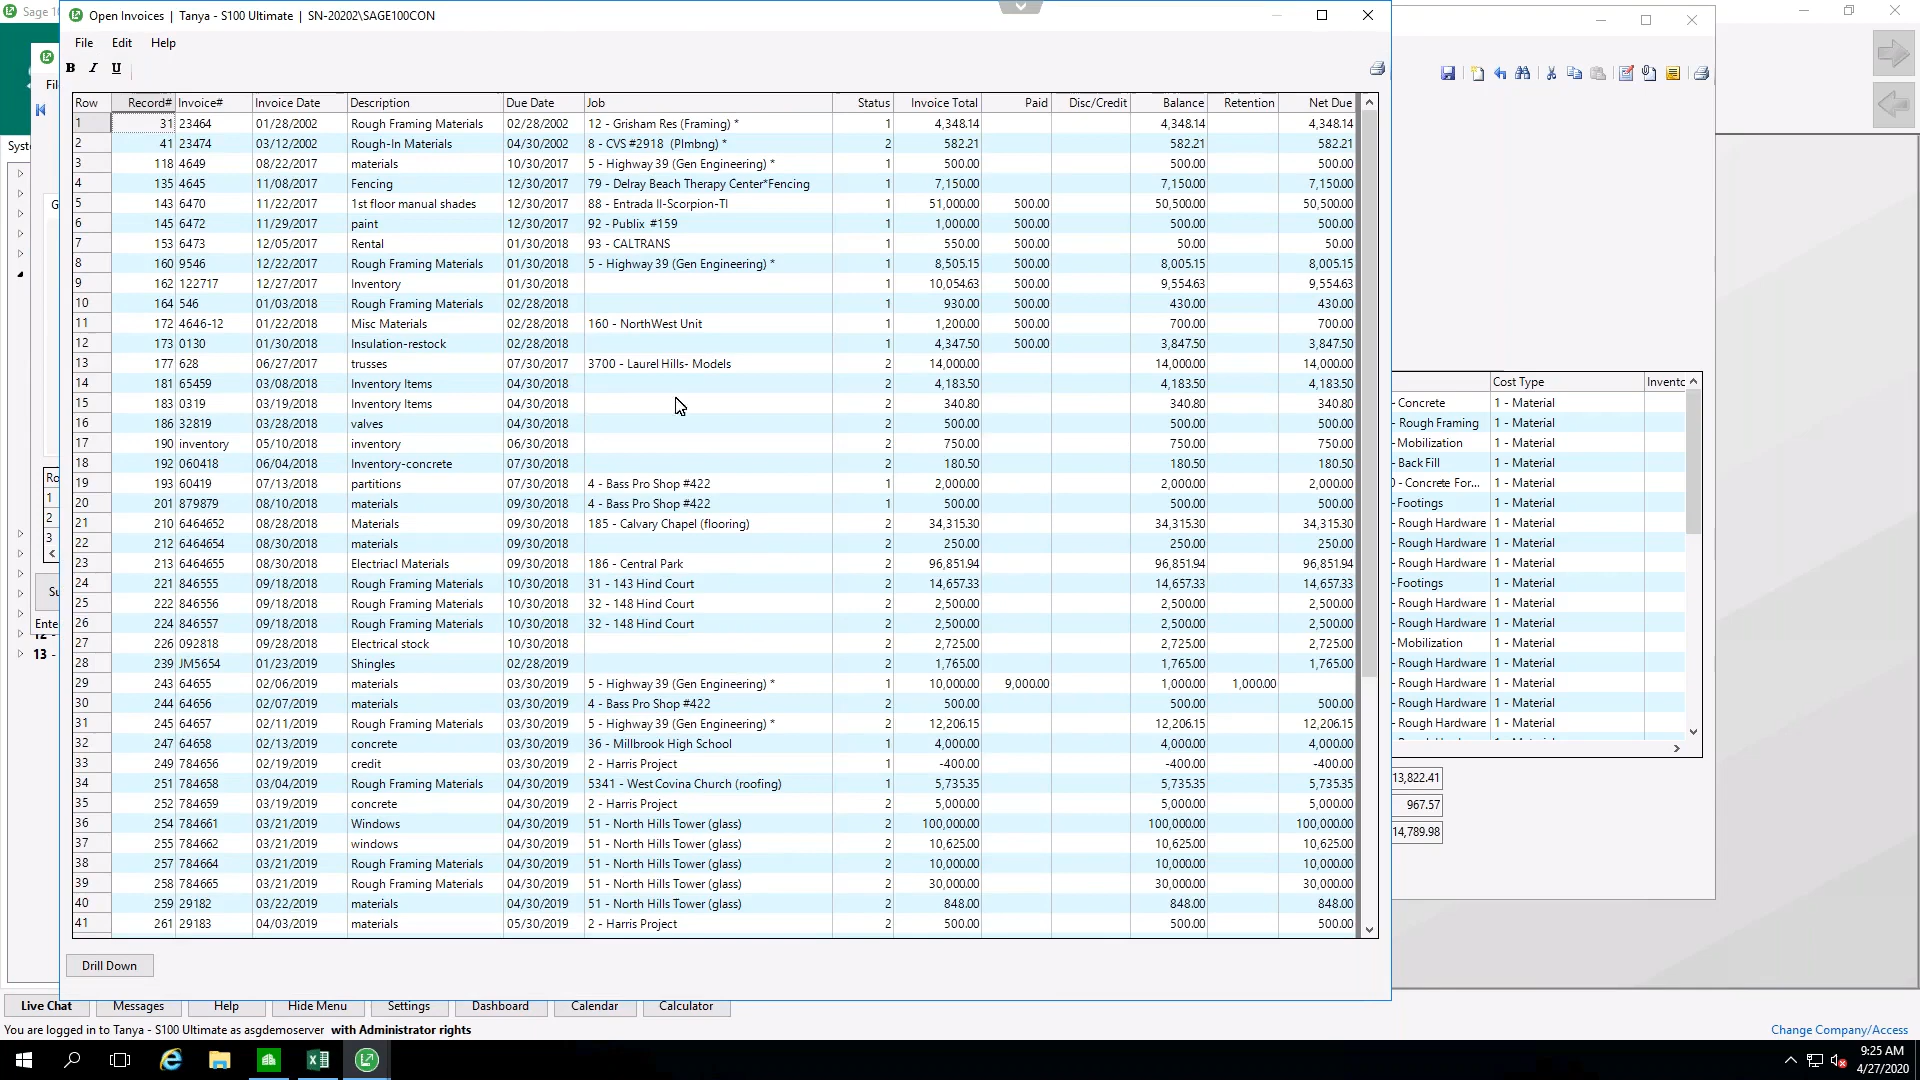 Sage 10
Open Invoices | Tanya - S100 Ultimate | SN-20202\SAGE100CON
File Edit Help
B I U
Row Record# Invoice# Invoice Date Description Due Date Job Status Invoice Total Paid Disc/Credit Balance Retention Net Due
1 31 23464 01/28/2002 Rough Framing Materials 02/28/2002 12 - Grisham Res (Framing) * 1 4,348.14 4,348.14 4,348.14
2 41 23474 03/12/2002 Rough-In Materials 04/30/2002 8 - CVS #2918 (Plmbng) * 2 582.21 582.21 582.21
3 118 4649 08/22/2017 materials 10/30/2017 5 - Highway 39 (Gen Engineering) * 1 500.00 500.00 500.00
4 135 4645 11/08/2017 Fencing 12/30/2017 79 - Delray Beach Therapy Center*Fencing 1 7,150.00 7,150.00 7,150.00
5 143 6470 11/22/2017 1st floor manual shades 12/30/2017 88 - Entrada II-Scorpion-TI 1 51,000.00 500.00 50,500.00 50,500.00
6 145 6472 11/29/2017 paint 12/30/2017 92 - Publix #159 1 1,000.00 500.00 500.00 500.00
7 153 6473 12/05/2017 Rental 01/30/2018 93 - CALTRANS 1 550.00 500.00 50.00 50.00
8 160 9546 12/22/2017 Rough Framing Materials 01/30/2018 5 - Highway 39 (Gen Engineering) * 1 8,505.15 500.00 8,005.15 8,005.15
9 162 122717 12/27/2017 Inventory 01/30/2018 1 10,054.63 500.00 9,554.63 9,554.63
10 164 546 01/03/2018 Rough Framing Materials 02/28/2018 1 930.00 500.00 430.00 430.00
11 172 4646-12 01/22/2018 Misc Materials 02/28/2018 160 - NorthWest Unit 1 1,200.00 500.00 700.00 700.00
12 173 0130 01/30/2018 Insulation-restock 02/28/2018 1 4,347.50 500.00 3,847.50 3,847.50
13 177 628 06/27/2017 trusses 07/30/2017 3700 - Laurel Hills- Models 2 14,000.00 14,000.00 14,000.00
14 181 65459 03/08/2018 Inventory Items 04/30/2018 2 4,183.50 4,183.50 4,183.50
15 183 0319 03/19/2018 Inventory Items 04/30/2018 2 340.80 340.80 340.80
16 186 32819 03/28/2018 valves 04/30/2018 2 500.00 500.00 500.00
17 190 inventory 05/10/2018 inventory 06/30/2018 2 750.00 750.00 750.00
18 192 060418 06/04/2018 Inventory-concrete 07/30/2018 2 180.50 180.50 180.50
19 193 60419 07/13/2018 partitions 07/30/2018 4 - Bass Pro Shop #422 1 2,000.00 2,000.00 2,000.00
20 201 879879 08/10/2018 materials 09/30/2018 4 - Bass Pro Shop #422 1 500.00 500.00 500.00
21 210 6464652 08/28/2018 Materials 09/30/2018 185 - Calvary Chapel (flooring) 2 34,315.30 34,315.30 34,315.30
22 212 6464654 08/30/2018 materials 09/30/2018 2 250.00 250.00 250.00
23 213 6464655 08/30/2018 Electriacl Materials 09/30/2018 186 - Central Park 2 96,851.94 96,851.94 96,851.94
24 221 846555 09/18/2018 Rough Framing Materials 10/30/2018 31 - 143 Hind Court 2 14,657.33 14,657.33 14,657.33
25 222 846556 09/18/2018 Rough Framing Materials 10/30/2018 32 - 148 Hind Court 2 2,500.00 2,500.00 2,500.00
26 224 846557 09/18/2018 Rough Framing Materials 10/30/2018 32 - 148 Hind Court 2 2,500.00 2,500.00 2,500.00
27 226 092818 09/28/2018 Electrical stock 10/30/2018 2 2,725.00 2,725.00 2,725.00
28 239 JM5654 01/23/2019 Shingles 02/28/2019 2 1,765.00 1,765.00 1,765.00
29 243 64655 02/06/2019 materials 03/30/2019 5 - Highway 39 (Gen Engineering) * 1 10,000.00 9,000.00 1,000.00 1,000.00
30 244 64656 02/07/2019 materials 03/30/2019 4 - Bass Pro Shop #422 2 500.00 500.00 500.00
31 245 64657 02/11/2019 Rough Framing Materials 03/30/2019 5 - Highway 39 (Gen Engineering) * 2 12,206.15 12,206.15 12,206.15
32 247 64658 02/13/2019 concrete 03/30/2019 36 - Millbrook High School 1 4,000.00 4,000.00 4,000.00
33 249 784656 02/19/2019 credit 03/30/2019 2 - Harris Project 1 -400.00 -400.00 -400.00
34 251 784658 03/04/2019 Rough Framing Materials 04/30/2019 5341 - West Covina Church (roofing) 1 5,735.35 5,735.35 5,735.35
35 252 784659 03/19/2019 concrete 04/30/2019 2 - Harris Project 2 5,000.00 5,000.00 5,000.00
36 254 784661 03/21/2019 Windows 04/30/2019 51 - North Hills Tower (glass) 2 100,000.00 100,000.00 100,000.00
37 255 784662 03/21/2019 windows 04/30/2019 51 - North Hills Tower (glass) 2 10,625.00 10,625.00 10,625.00
38 257 784664 03/21/2019 Rough Framing Materials 04/30/2019 51 - North Hills Tower (glass) 2 10,000.00 10,000.00 10,000.00
39 258 784665 03/21/2019 Rough Framing Materials 04/30/2019 51 - North Hills Tower (glass) 2 30,000.00 30,000.00 30,000.00
40 259 29182 03/22/2019 materials 04/30/2019 51 - North Hills Tower (glass) 2 848.00 848.00 848.00
41 261 29183 04/03/2019 materials 05/30/2019 2 - Harris Project 2 500.00 500.00 500.00
Drill Down
Fil
Syst
G
Ro
1
2
3
Su
Ente
13 -
Cost Type Invento
- Concrete 1 - Material
- Rough Framing 1 - Material
- Mobilization 1 - Material
- Back Fill 1 - Material
) - Concrete For... 1 - Material
- Footings 1 - Material
- Rough Hardware 1 - Material
- Rough Hardware 1 - Material
- Rough Hardware 1 - Material
- Footings 1 - Material
- Rough Hardware 1 - Material
- Rough Hardware 1 - Material
- Mobilization 1 - Material
- Rough Hardware 1 - Material
- Rough Hardware 1 - Material
- Rough Hardware 1 - Material
- Rough Hardware 1 - Material
13,822.41
967.57
14,789.98
Live Chat Messages Help Hide Menu Settings Dashboard Calendar Calculator
You are logged in to Tanya - S100 Ultimate as asgdemoserver with Administrator rights
Change Company/Access
9:25 AM
4/27/2020